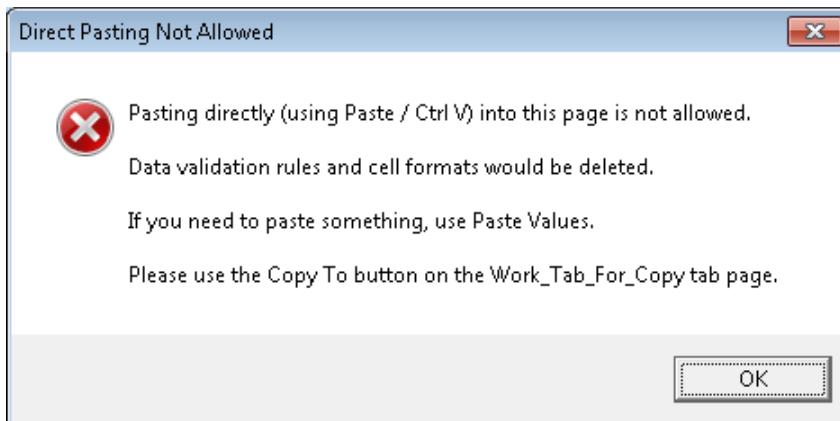 Direct Pasting Not Allowed
Pasting directly (using Paste / Ctrl V) into this page is not allowed.
Data validation rules and cell formats would be deleted.
If you need to paste something, use Paste Values.
Please use the Copy To button on the Work_Tab_For_Copy tab page.
OK